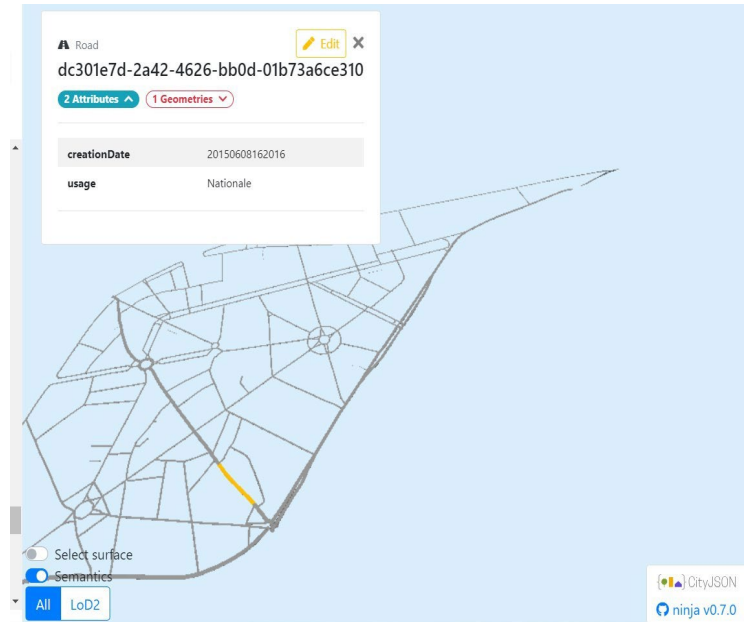 Road
Edit
dc301e7d-2a42-4626-bb0d-01b73a6ce310
2 Attributes
1 Geometries
creationDate 20150608162016
usage Nationale
Select surface
Semantics
All LoD2
CityJSON
ninja v0.7.0